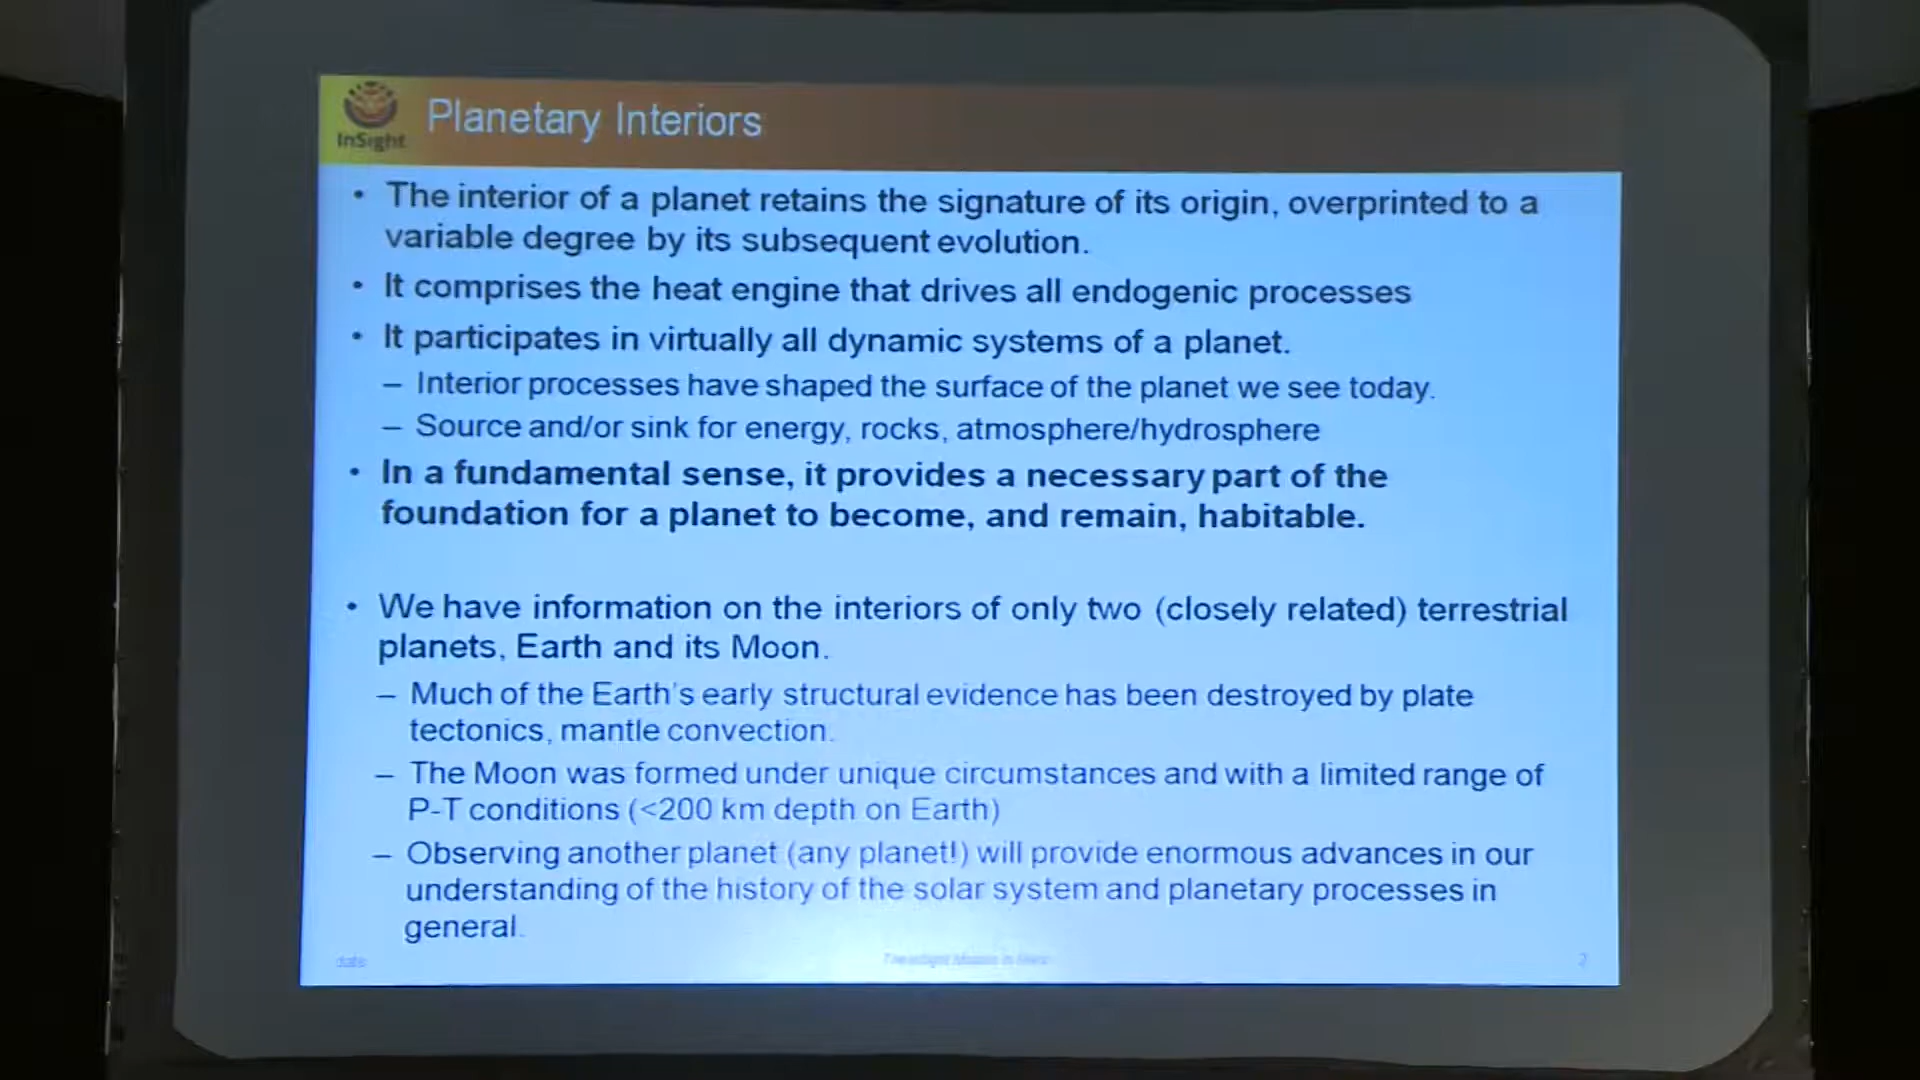 InSight
Planetary Interiors
• The interior of a planet retains the signature of its origin, overprinted to a
variable degree by its subsequent evolution.
• It comprises the heat engine that drives all endogenic processes
• It participates in virtually all dynamic systems of a planet.
– Interior processes have shaped the surface of the planet we see today.
– Source and/or sink for energy, rocks, atmosphere/hydrosphere
• In a fundamental sense, it provides a necessary part of the
foundation for a planet to become, and remain, habitable.
• We have information on the interiors of only two (closely related) terrestrial
planets, Earth and its Moon.
– Much of the Earth's early structural evidence has been destroyed by plate
tectonics, mantle convection.
– The Moon was formed under unique circumstances and with a limited range of
P-T conditions (<200 km depth on Earth)
– Observing another planet (any planet!) will provide enormous advances in our
understanding of the history of the solar system and planetary processes in
general.
date
2